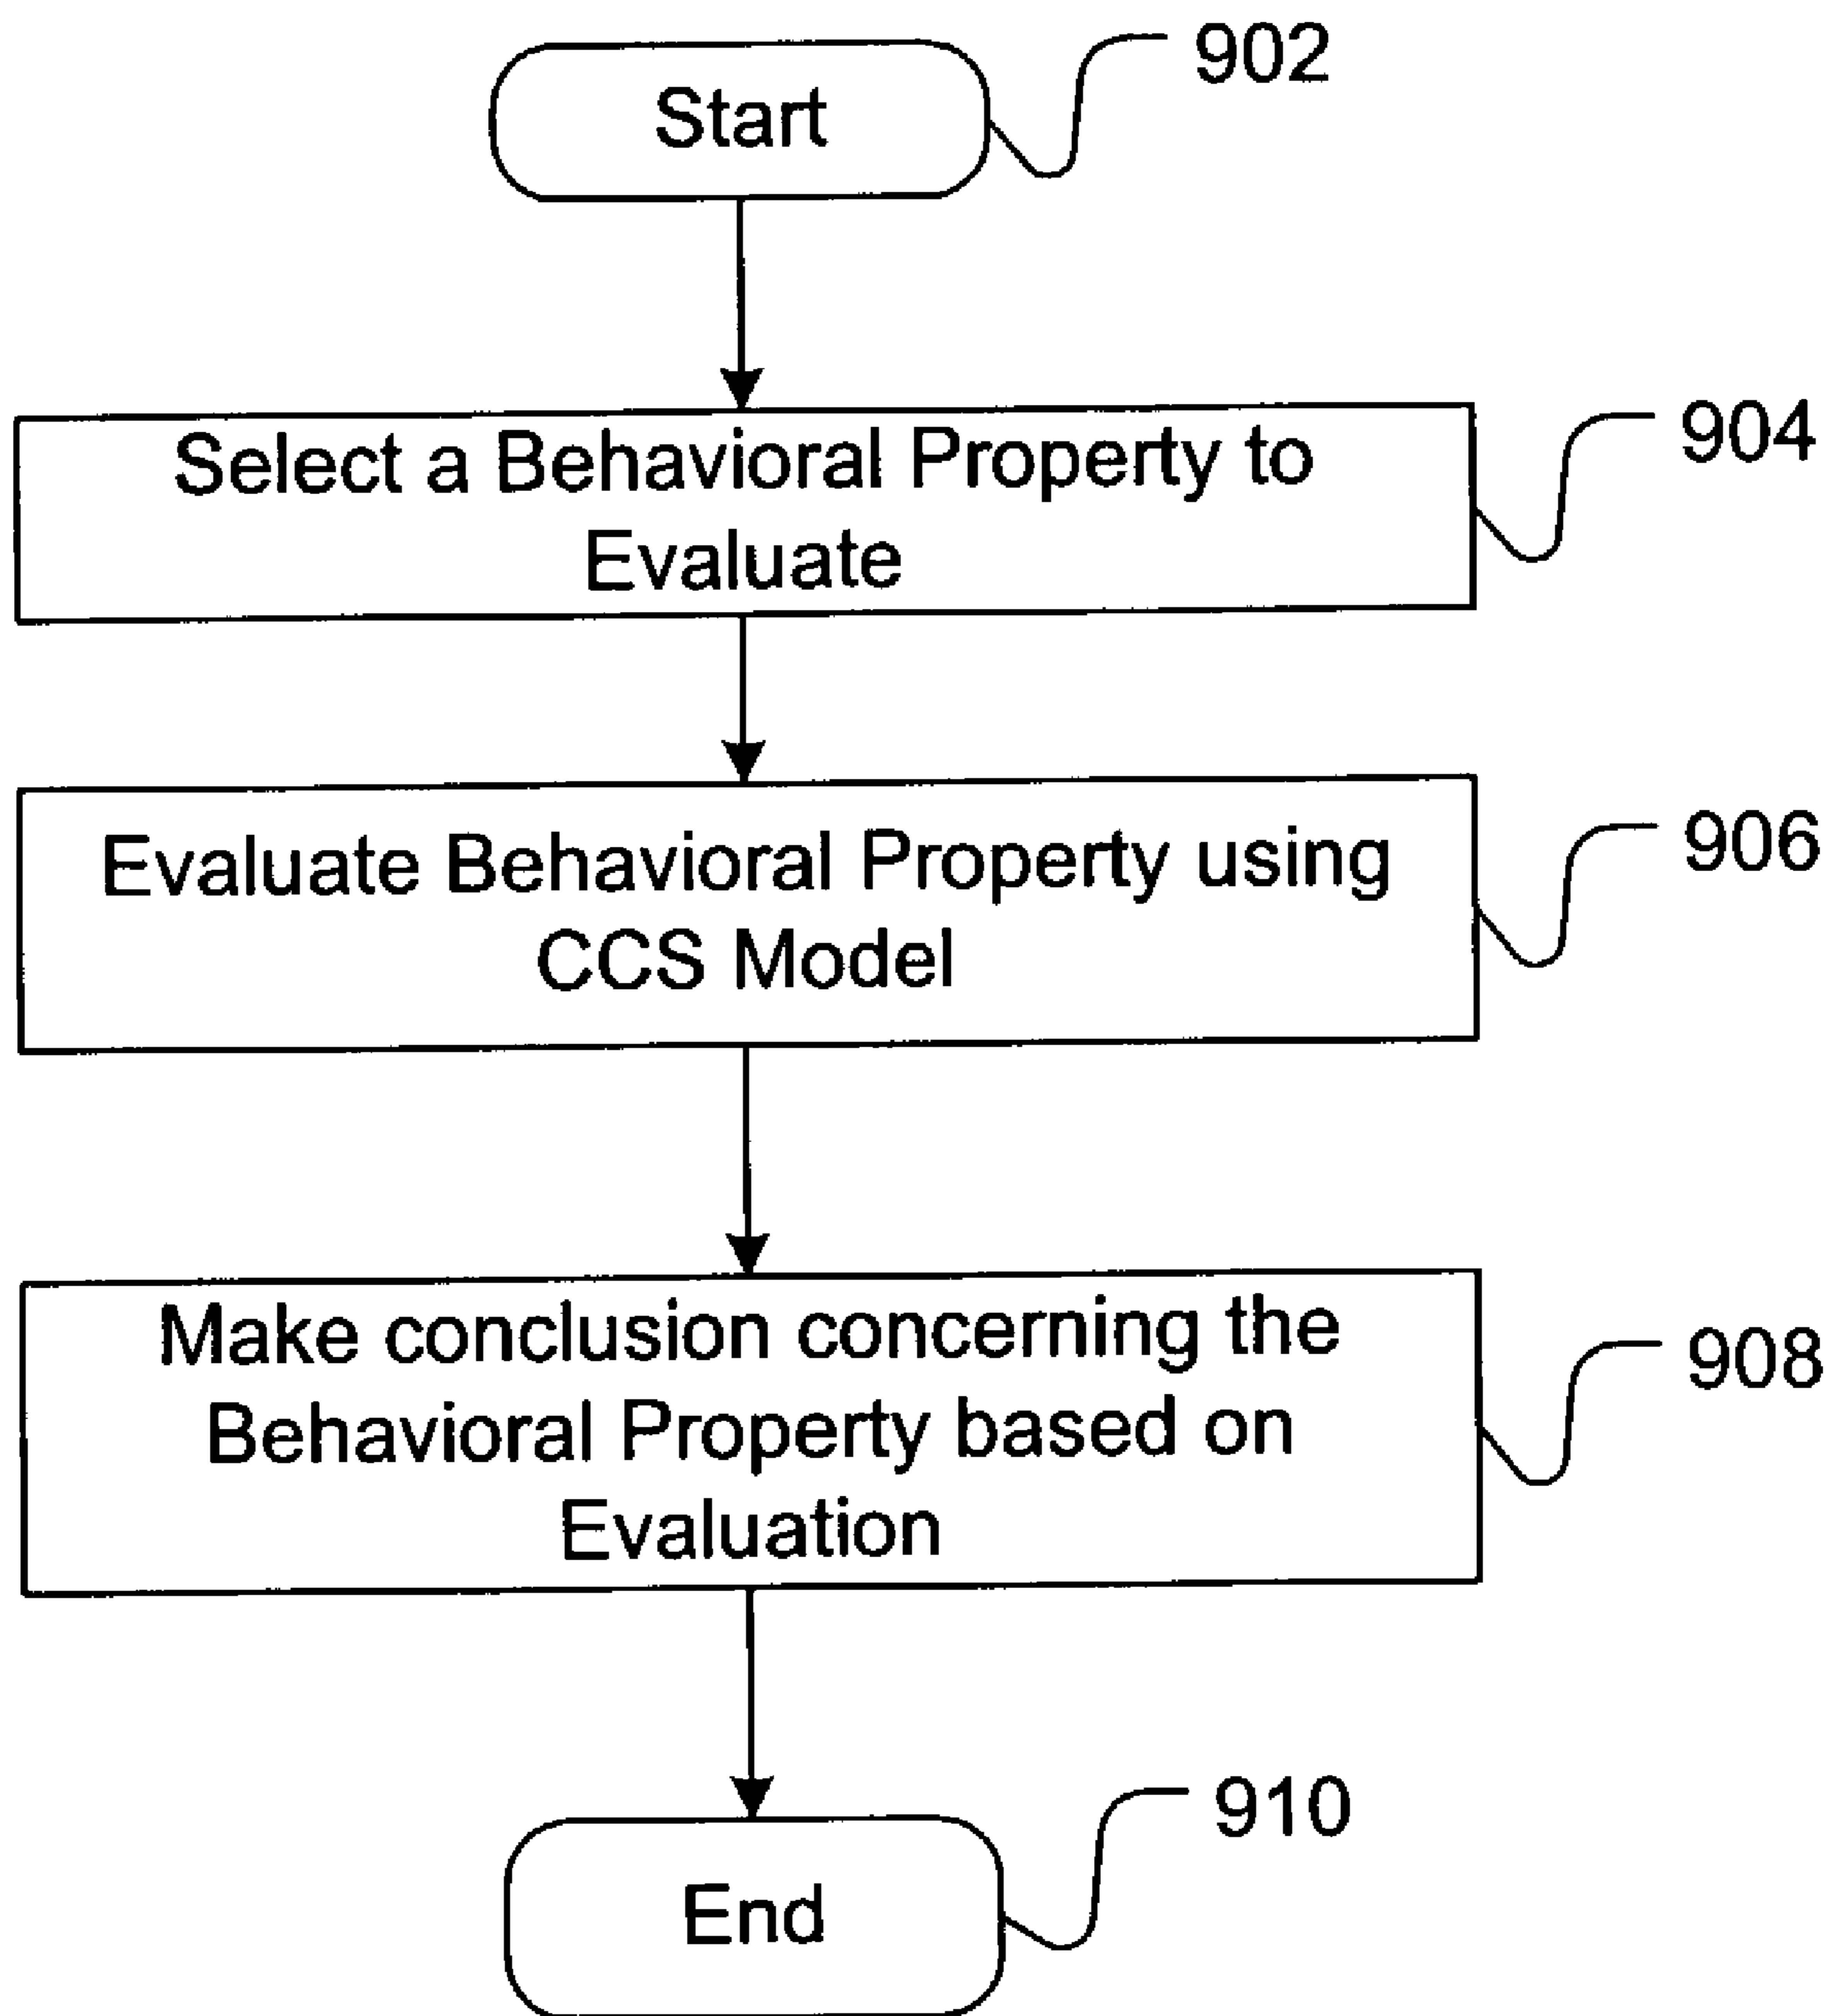 Start
902
Select a Behavioral Property to
Evaluate
904
Evaluate Behavioral Property using
CCS Model
906
Make conclusion concerning the
Behavioral Property based on
Evaluation
908
End
910